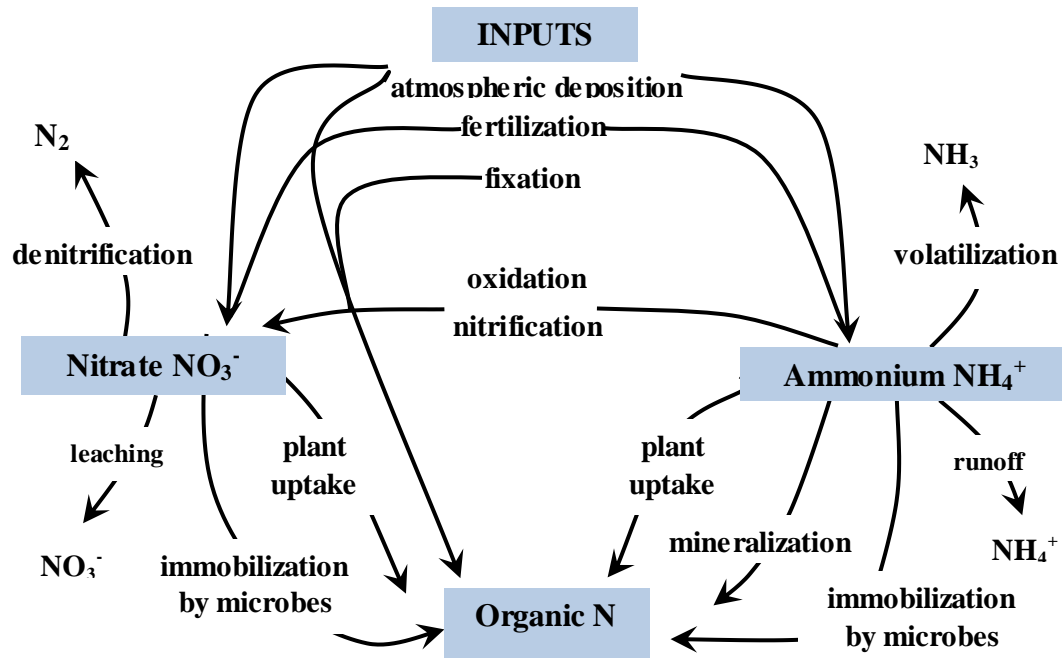 INPUTS
atmospheric deposition
fertilization
fixation
N₂
NH₃
denitrification
volatilization
oxidation
nitrification
Nitrate NO₃⁻
Ammonium NH₄⁺
leaching
plant
uptake
plant
uptake
runoff
mineralization
NO₃⁻
NH₄⁺
immobilization
by microbes
Organic N
immobilization
by microbes